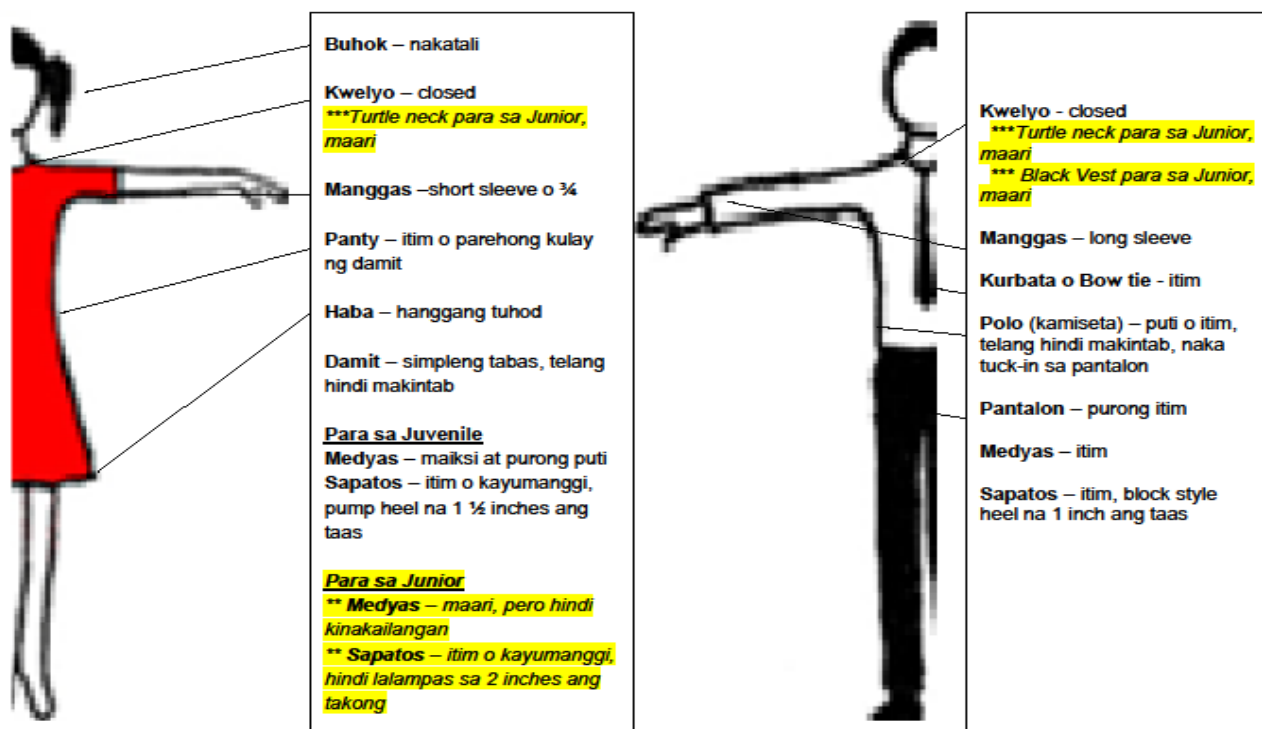 Buhok – nakatali
Kwelyo – closed
***Turtle neck para sa Junior,
maari
Manggas –short sleeve o ¾
Panty – itim o parehong kulay
ng damit
Haba – hanggang tuhod
Damit – simpleng tabas, telang
hindi makintab
Para sa Juvenile
Medyas – maiksi at purong puti
Sapatos – itim o kayumanggi,
pump heel na 1 ½ inches ang
taas
Para sa Junior
** Medyas – maari, pero hindi
kinakailangan
** Sapatos – itim o kayumanggi,
hindi lalampas sa 2 inches ang
takong
Kwelyo - closed
***Turtle neck para sa Junior,
maari
*** Black Vest para sa Junior,
maari
Manggas – long sleeve
Kurbata o Bow tie - itim
Polo (kamiseta) – puti o itim,
telang hindi makintab, naka
tuck-in sa pantalon
Pantalon – purong itim
Medyas – itim
Sapatos – itim, block style
heel na 1 inch ang taas